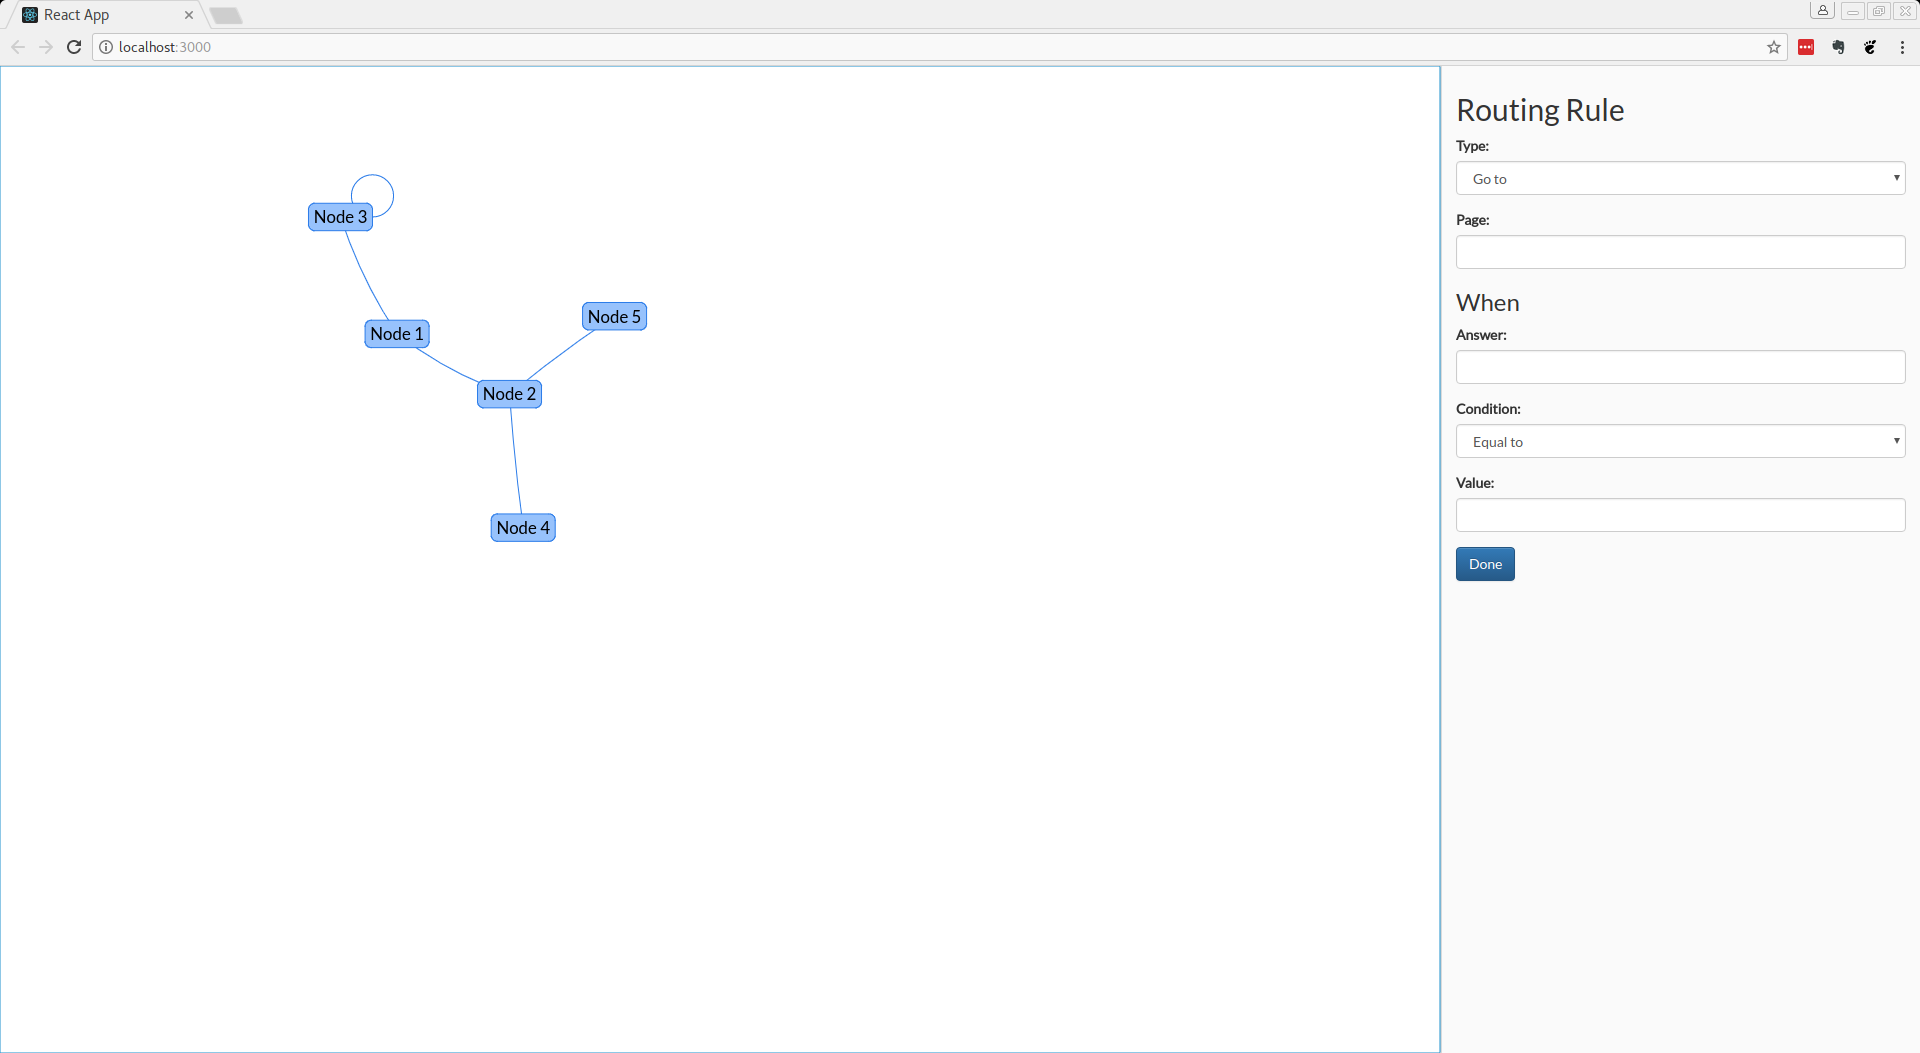 React App
localhost:3000
Node 3
Node 1
Node 5
Node 2
Node 4
Routing Rule
Type:
Go to
Page:
When
Answer:
Condition:
Equal to
Value:
Done